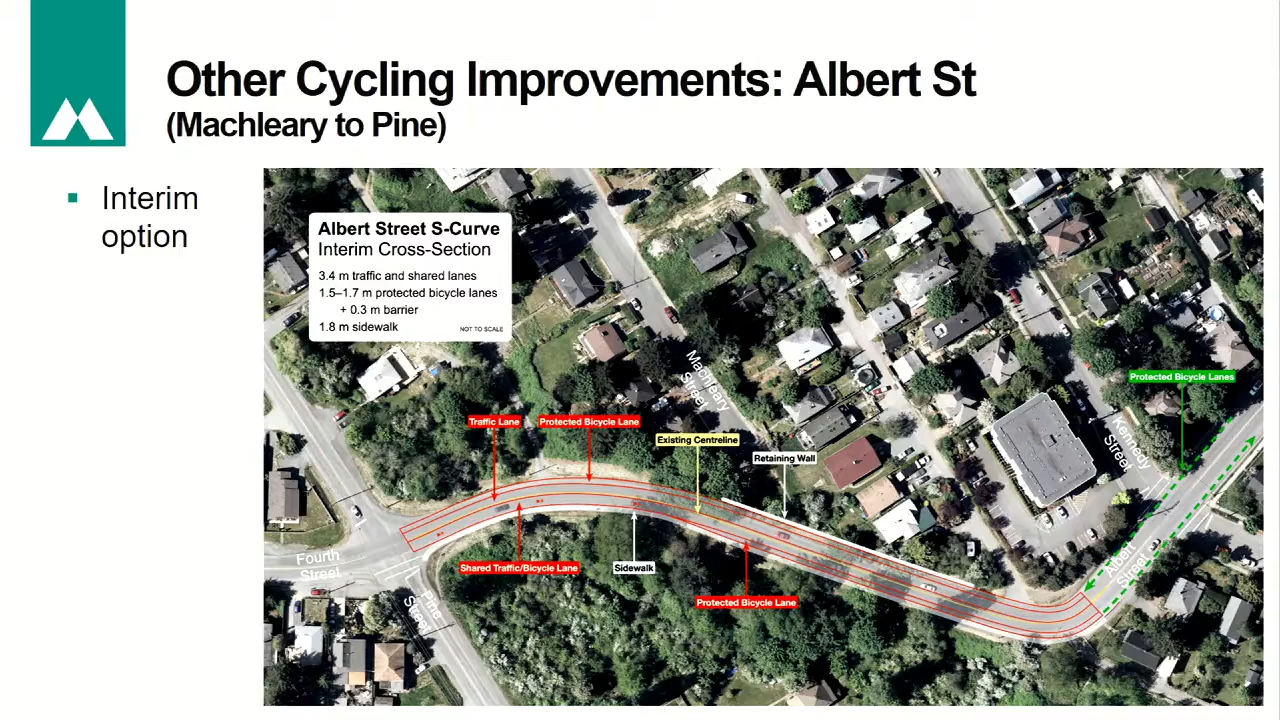 Other Cycling Improvements: Albert St
(Machleary to Pine)
▪ Interim
option
Albert Street S-Curve
Interim Cross-Section
3.4 m traffic and shared lanes
1.5–1.7 m protected bicycle lanes
+ 0.3 m barrier
1.8 m sidewalk
NOT TO SCALE
Machleary
Street
Protected Bicycle Lanes
Traffic Lane
Protected Bicycle Lane
Existing Centreline
Retaining Wall
Kennedy
Street
Fourth
Street
Shared Traffic/Bicycle Lane
Sidewalk
Protected Bicycle Lane
Albert
Street
Pine
Street